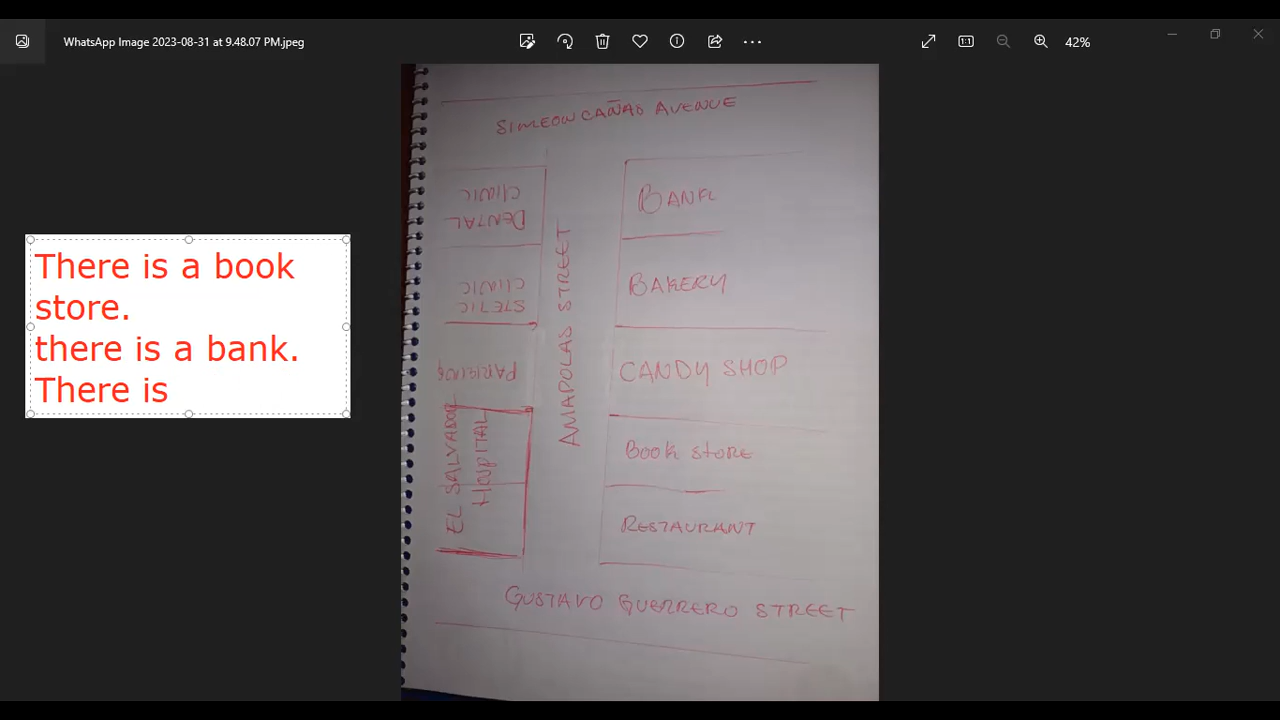 WhatsApp Image 2023-08-31 at 9.48.07 PM.jpeg
42%
There is a book
store.
there is a bank.
There is
SIMEON CAÑAS AVENUE
DENTAL
CLINIC
STETIC
CLINIC
PARKING
EL SALVADOR
HOSPITAL
AMAPOLAS STREET
BANK
BAKERY
CANDY SHOP
BOOK STORE
RESTAURANT
GUSTAVO GUERRERO STREET